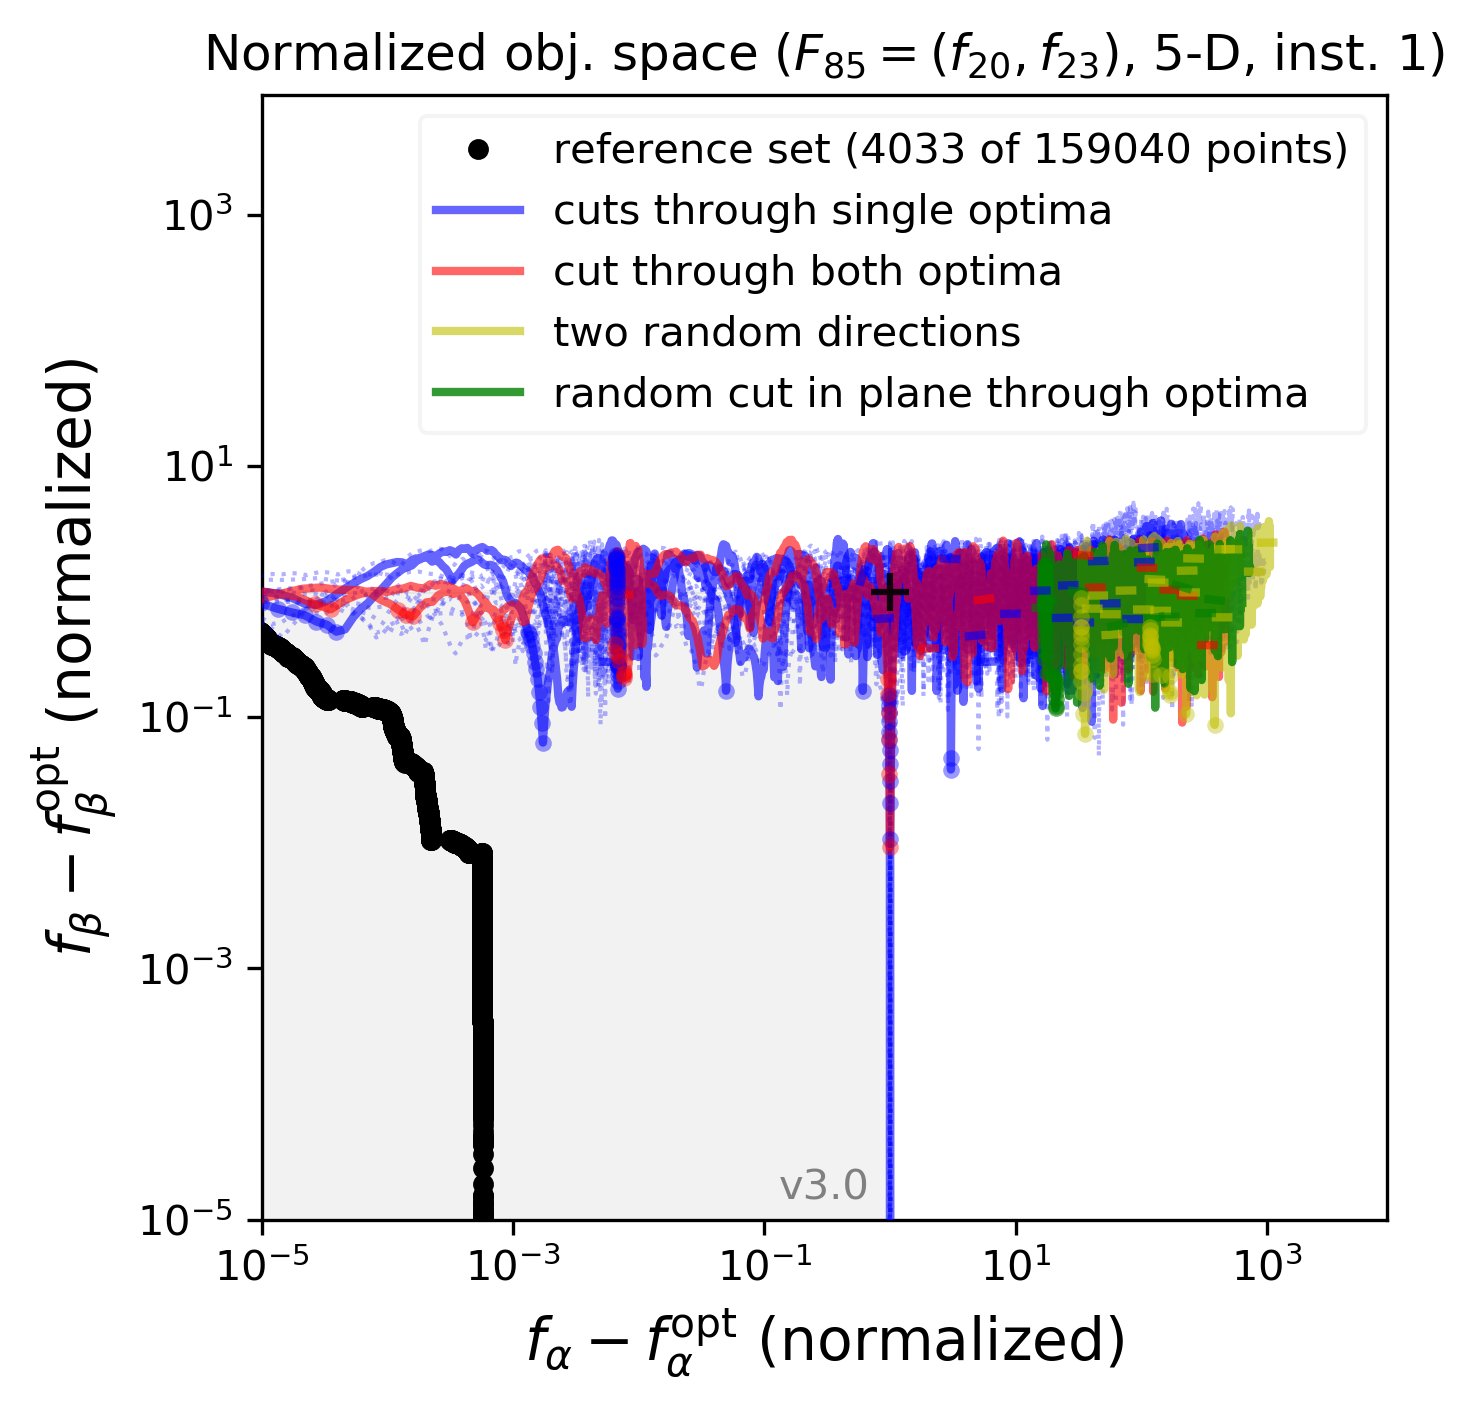 Normalized obj. space (F₈₅ = (f₂₀, f₂₃), 5-D, inst. 1)
reference set (4033 of 159040 points)
cuts through single optima
cut through both optima
two random directions
random cut in plane through optima
10³
10¹
10⁻¹
10⁻³
10⁻⁵
f_β − f_β^opt (normalized)
v3.0
10⁻⁵ 10⁻³ 10⁻¹ 10¹ 10³
f_α − f_α^opt (normalized)